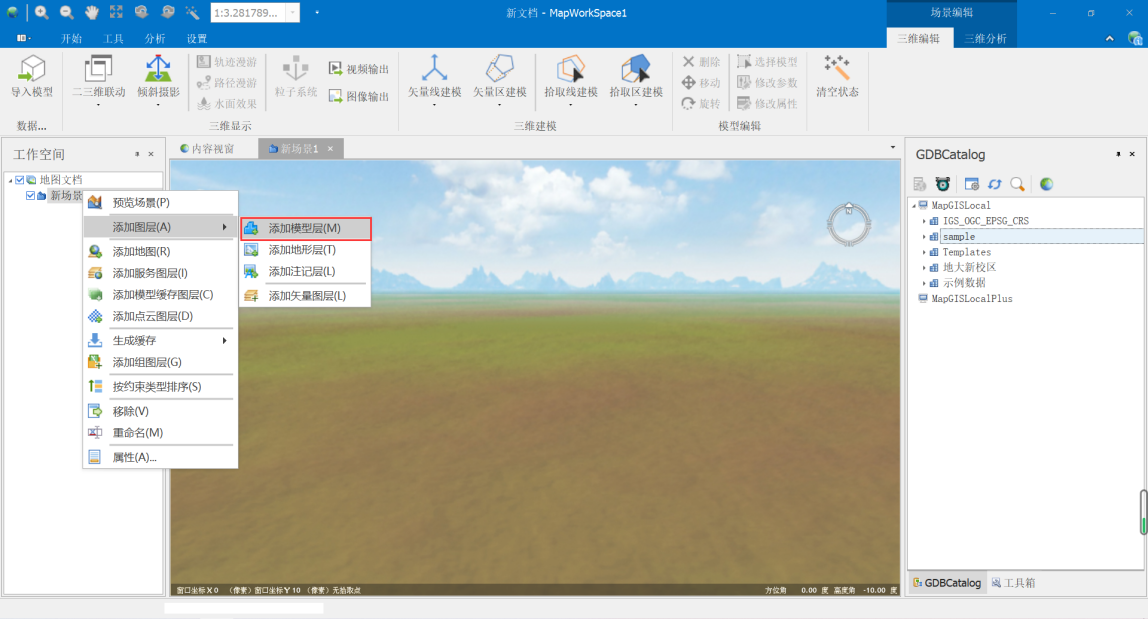 1:3.281789...
新文档 - MapWorkSpace1
场景编辑
开始
工具
分析
设置
三维编辑
三维分析
导入模型
二三维联动
倾斜摄影
轨迹漫游
路径漫游
水面效果
粒子系统
视频输出
图像输出
矢量线建模
矢量区建模
拾取线建模
拾取区建模
删除
移动
旋转
选择模型
修改参数
修改属性
清空状态
数据...
三维显示
三维建模
模型编辑
工作空间
地图文档
新场景
预览场景(P)
添加图层(A)
添加地图(R)
添加服务图层(I)
添加模型缓存图层(C)
添加点云图层(D)
生成缓存
添加组图层(G)
按约束类型排序(S)
移除(V)
重命名(M)
属性(A)...
添加模型层(M)
添加地形层(T)
添加注记层(L)
添加矢量图层(L)
内容视窗
新场景1
N
窗口坐标X 0 （像素）窗口坐标Y 10 （像素）无拾取点
方位角 0.00 度 高度角 -10.00 度
GDBCatalog
MapGISLocal
IGS_OGC_EPSG_CRS
sample
Templates
地大新校区
示例数据
MapGISLocalPlus
GDBCatalog
工具箱